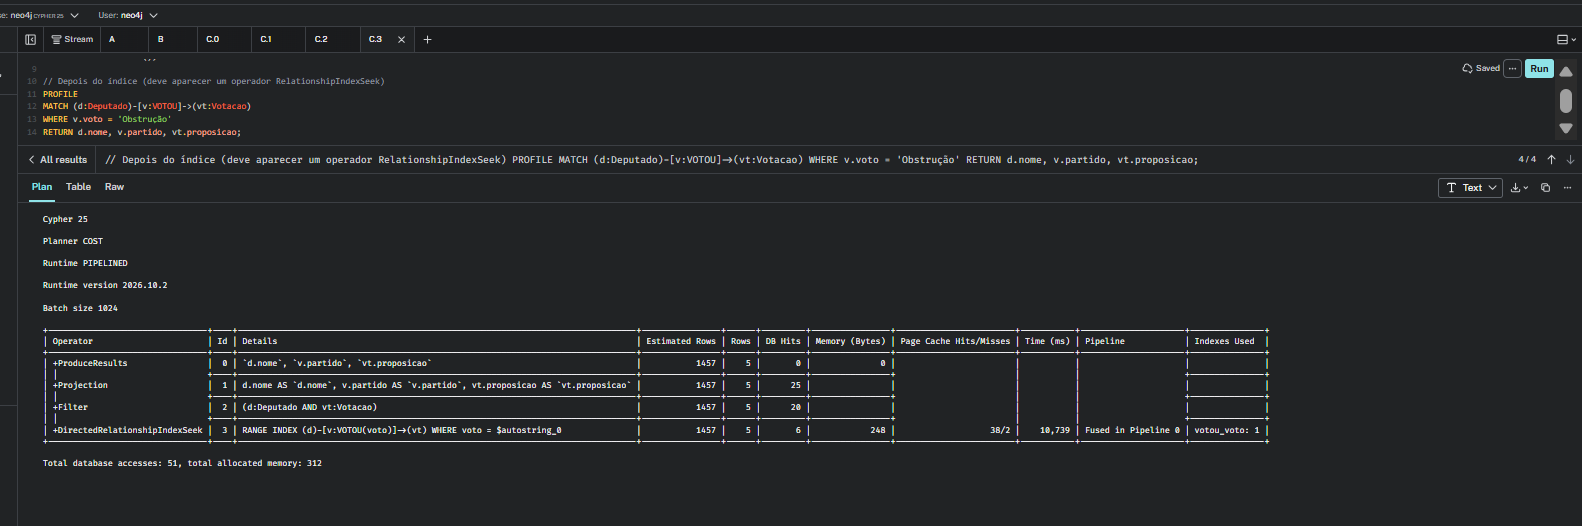 e: neo4j CYPHER 25 User: neo4j
Stream A B C.0 C.1 C.2 C.3
9
10 // Depois do índice (deve aparecer um operador RelationshipIndexSeek)
11 PROFILE
12 MATCH (d:Deputado)-[v:VOTOU]->(vt:Votacao)
13 WHERE v.voto = 'Obstrução'
14 RETURN d.nome, v.partido, vt.proposicao;
Saved ... Run
< All results // Depois do índice (deve aparecer um operador RelationshipIndexSeek) PROFILE MATCH (d:Deputado)-[v:VOTOU]->(vt:Votacao) WHERE v.voto = 'Obstrução' RETURN d.nome, v.partido, vt.proposicao; 4/4
Plan Table Raw Text
Cypher 25
Planner COST
Runtime PIPELINED
Runtime version 2026.10.2
Batch size 1024
| Operator | Id | Details | Estimated Rows | Rows | DB Hits | Memory (Bytes) | Page Cache Hits/Misses | Time (ms) | Pipeline | Indexes Used |
| +ProduceResults | 0 | `d.nome`, `v.partido`, `vt.proposicao` | 1457 | 5 | 0 | 0 | | | | |
| +Projection | 1 | d.nome AS `d.nome`, v.partido AS `v.partido`, vt.proposicao AS `vt.proposicao` | 1457 | 5 | 25 | | | | | |
| +Filter | 2 | (d:Deputado AND vt:Votacao) | 1457 | 5 | 20 | | | | | |
| +DirectedRelationshipIndexSeek | 3 | RANGE INDEX (d)-[v:VOTOU(voto)]->(vt) WHERE voto = $autostring_0 | 1457 | 5 | 6 | 248 | 38/2 | 10,739 | Fused in Pipeline 0 | votou_voto: 1 |
Total database accesses: 51, total allocated memory: 312